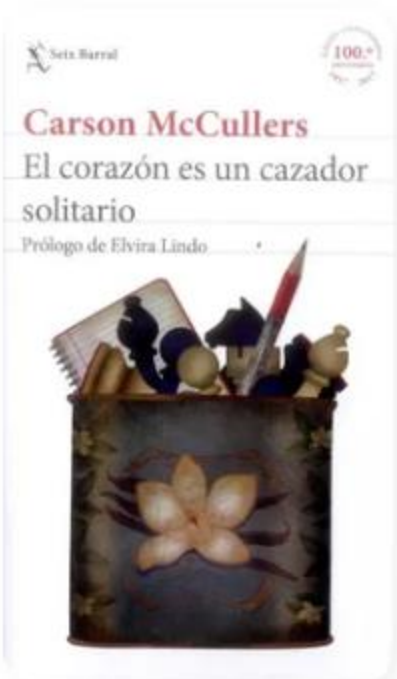 Seix Barral
100.º
Carson McCullers
El corazón es un cazador
solitario
Prólogo de Elvira Lindo